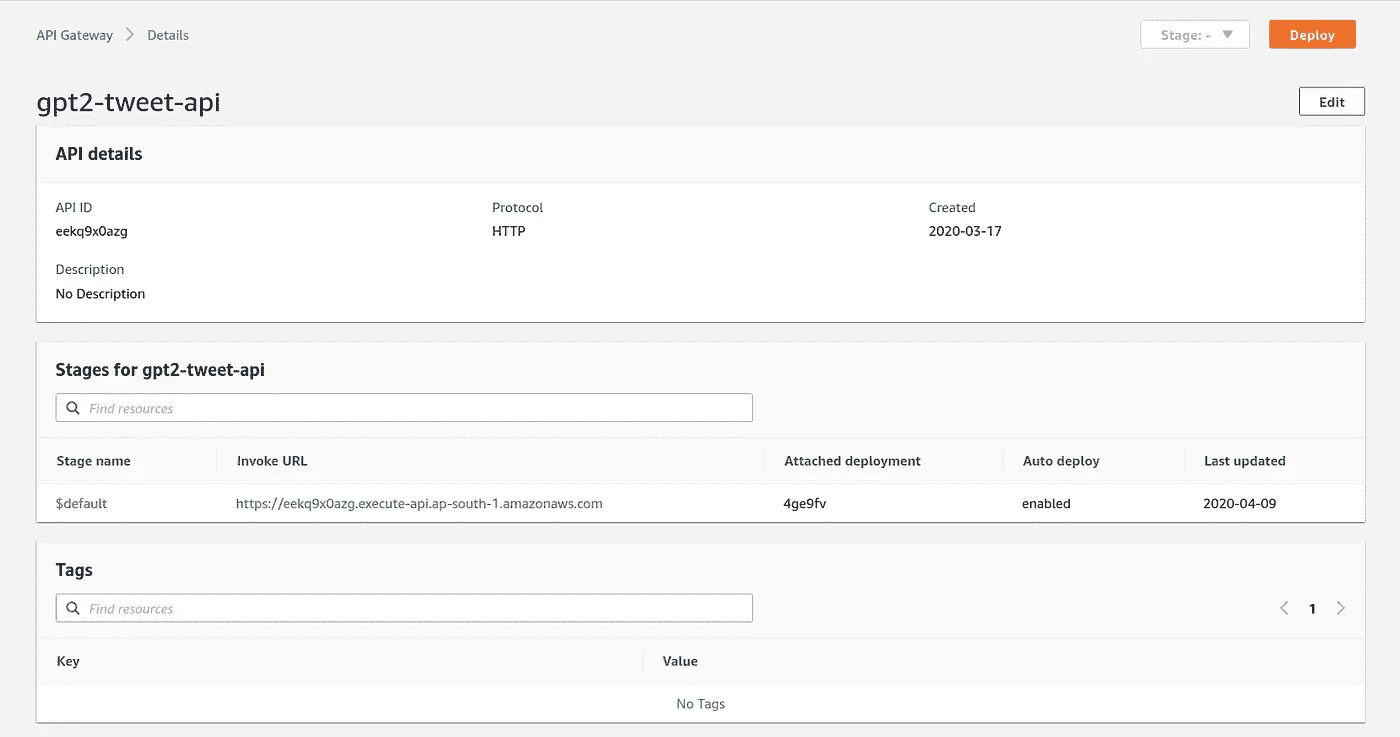 API Gateway > Details
Stage: - ▼ Deploy
gpt2-tweet-api
Edit
API details
API ID Protocol Created
eekq9x0azg HTTP 2020-03-17
Description
No Description
Stages for gpt2-tweet-api
Find resources
Stage name Invoke URL Attached deployment Auto deploy Last updated
$default https://eekq9x0azg.execute-api.ap-south-1.amazonaws.com 4ge9fv enabled 2020-04-09
Tags
Find resources
< 1 >
Key Value
No Tags